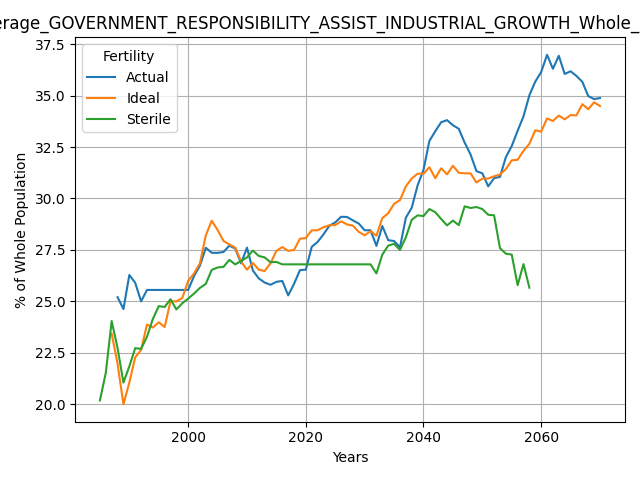 erage_GOVERNMENT_RESPONSIBILITY_ASSIST_INDUSTRIAL_GROWTH_Whole_
37.5
35.0
32.5
30.0
27.5
25.0
22.5
20.0
% of Whole Population
Fertility
Actual
Ideal
Sterile
2000
2020
2040
2060
Years